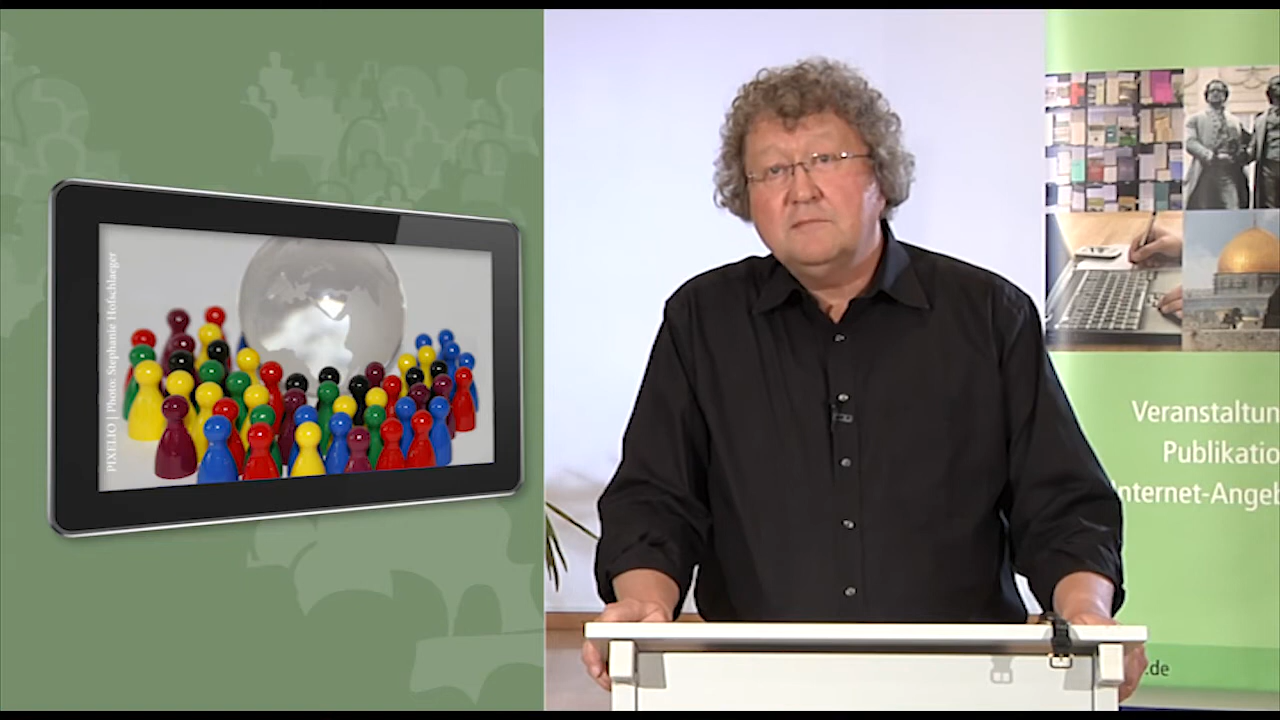 PIXELIO | Photo: Stephanie Hofschlaeger
Veranstaltun
Publikatio
Internet-Angeb
.de